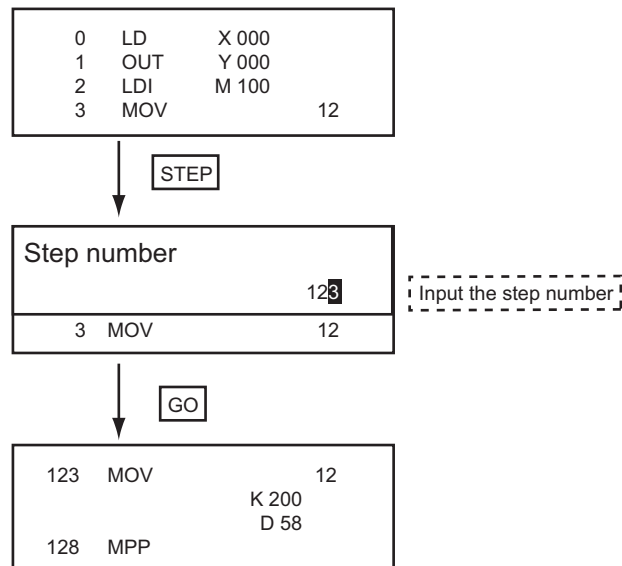 0 LD X 000
1 OUT Y 000
2 LDI M 100
3 MOV 12
STEP
Step number
123
Input the step number
3 MOV 12
GO
123 MOV 12
K 200
D 58
128 MPP